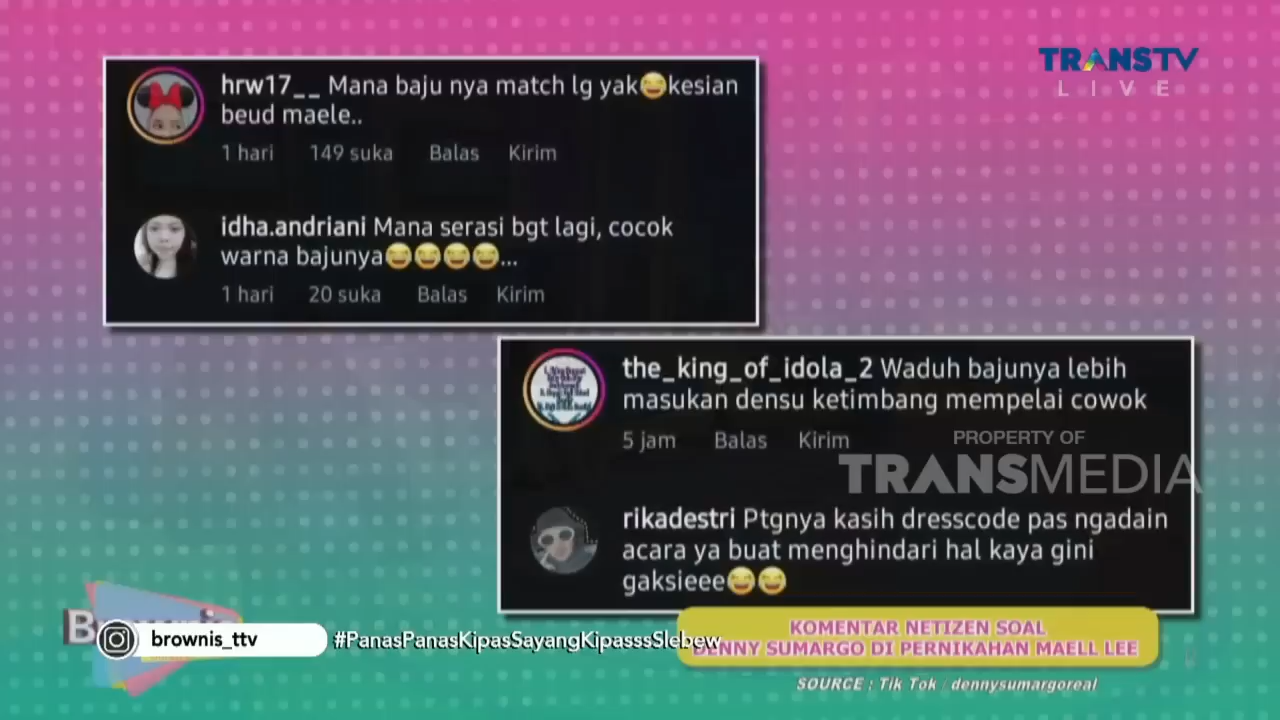 TRANSTV
LIVE
hrw17__ Mana baju nya match lg yak😂kesian
beud maele..
1 hari 149 suka Balas Kirim
idha.andriani Mana serasi bgt lagi, cocok
warna bajunya😂😂😂😂...
1 hari 20 suka Balas Kirim
the_king_of_idola_2 Waduh bajunya lebih
masukan densu ketimbang mempelai cowok
5 jam Balas Kirim
PROPERTY OF
TRANSMEDIA
rikadestri Ptgnya kasih dresscode pas ngadain
acara ya buat menghindari hal kaya gini
gaksieee😂😂
brownis_ttv #PanasPanasKipasSayangKipasssSlebew
KOMENTAR NETIZEN SOAL
DENNY SUMARGO DI PERNIKAHAN MAELL LEE
SOURCE : Tik Tok : dennysumargoreal